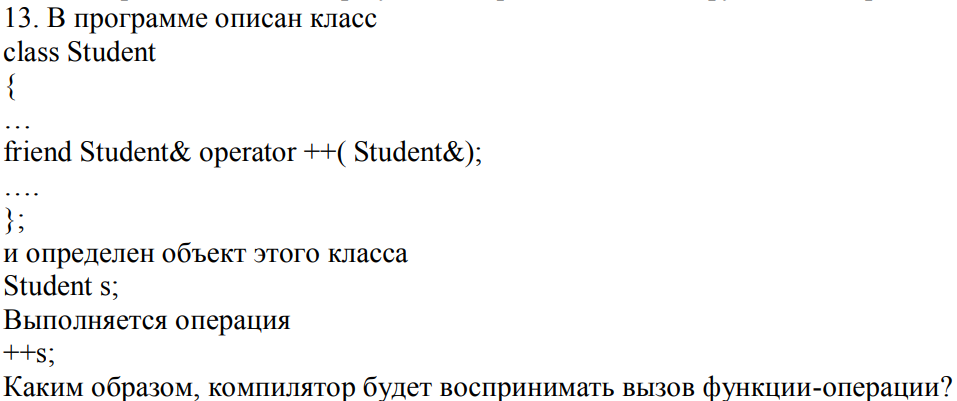 13. В программе описан класс
class Student
{
…
friend Student& operator ++( Student&);
….
};
и определен объект этого класса
Student s;
Выполняется операция
++s;
Каким образом, компилятор будет воспринимать вызов функции-операции?